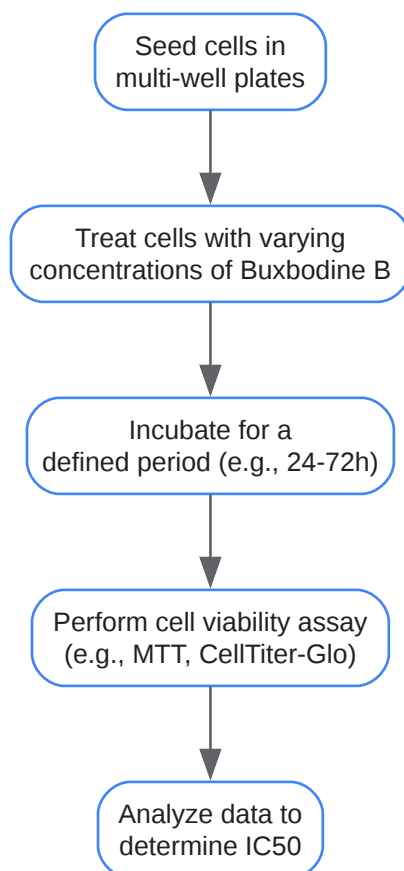 Seed cells in
multi-well plates
Treat cells with varying
concentrations of Buxbodine B
Incubate for a
defined period (e.g., 24-72h)
Perform cell viability assay
(e.g., MTT, CellTiter-Glo)
Analyze data to
determine IC50